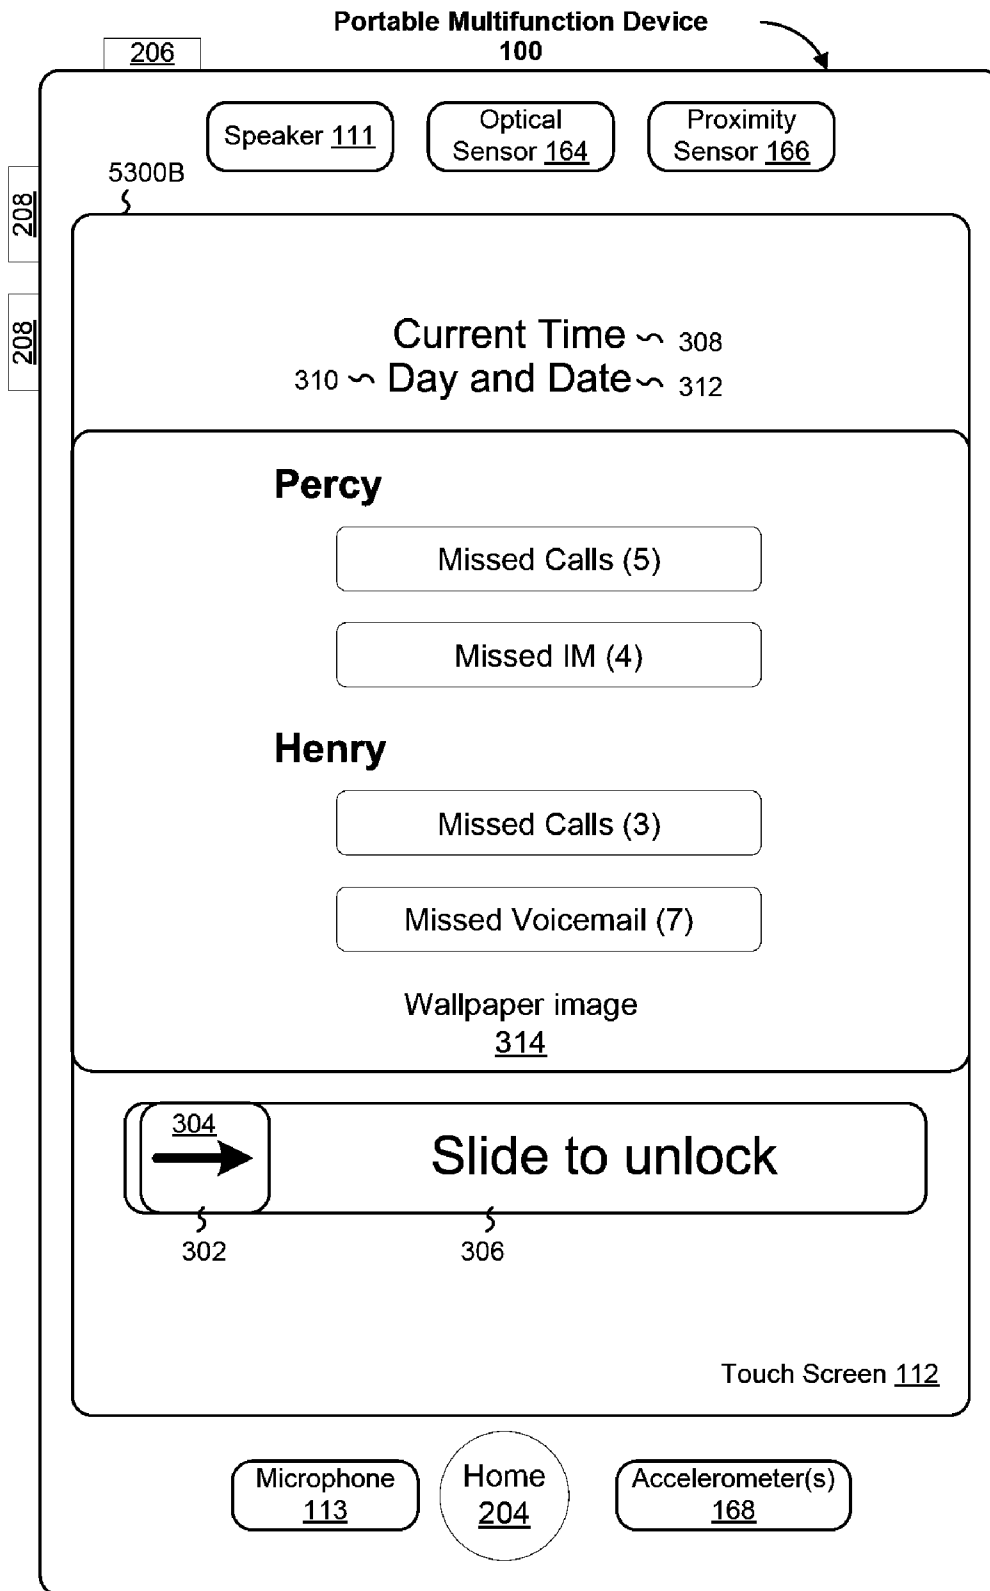 Portable Multifunction Device
100
206
Speaker 111
Optical
Sensor 164
Proximity
Sensor 166
5300B
208
208
Current Time 308
310 Day and Date 312
Percy
Missed Calls (5)
Missed IM (4)
Henry
Missed Calls (3)
Missed Voicemail (7)
Wallpaper image
314
304
Slide to unlock
302
306
Touch Screen 112
Microphone
113
Home
204
Accelerometer(s)
168